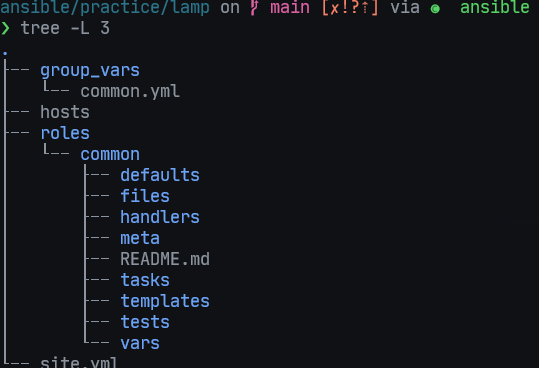 ansible/practice/lamp on main [✗!?⇡] via ◉ ansible
❯ tree -L 3
.
├── group_vars
│   └── common.yml
├── hosts
├── roles
│   └── common
│       ├── defaults
│       ├── files
│       ├── handlers
│       ├── meta
│       ├── README.md
│       ├── tasks
│       ├── templates
│       ├── tests
│       └── vars
└── site.yml